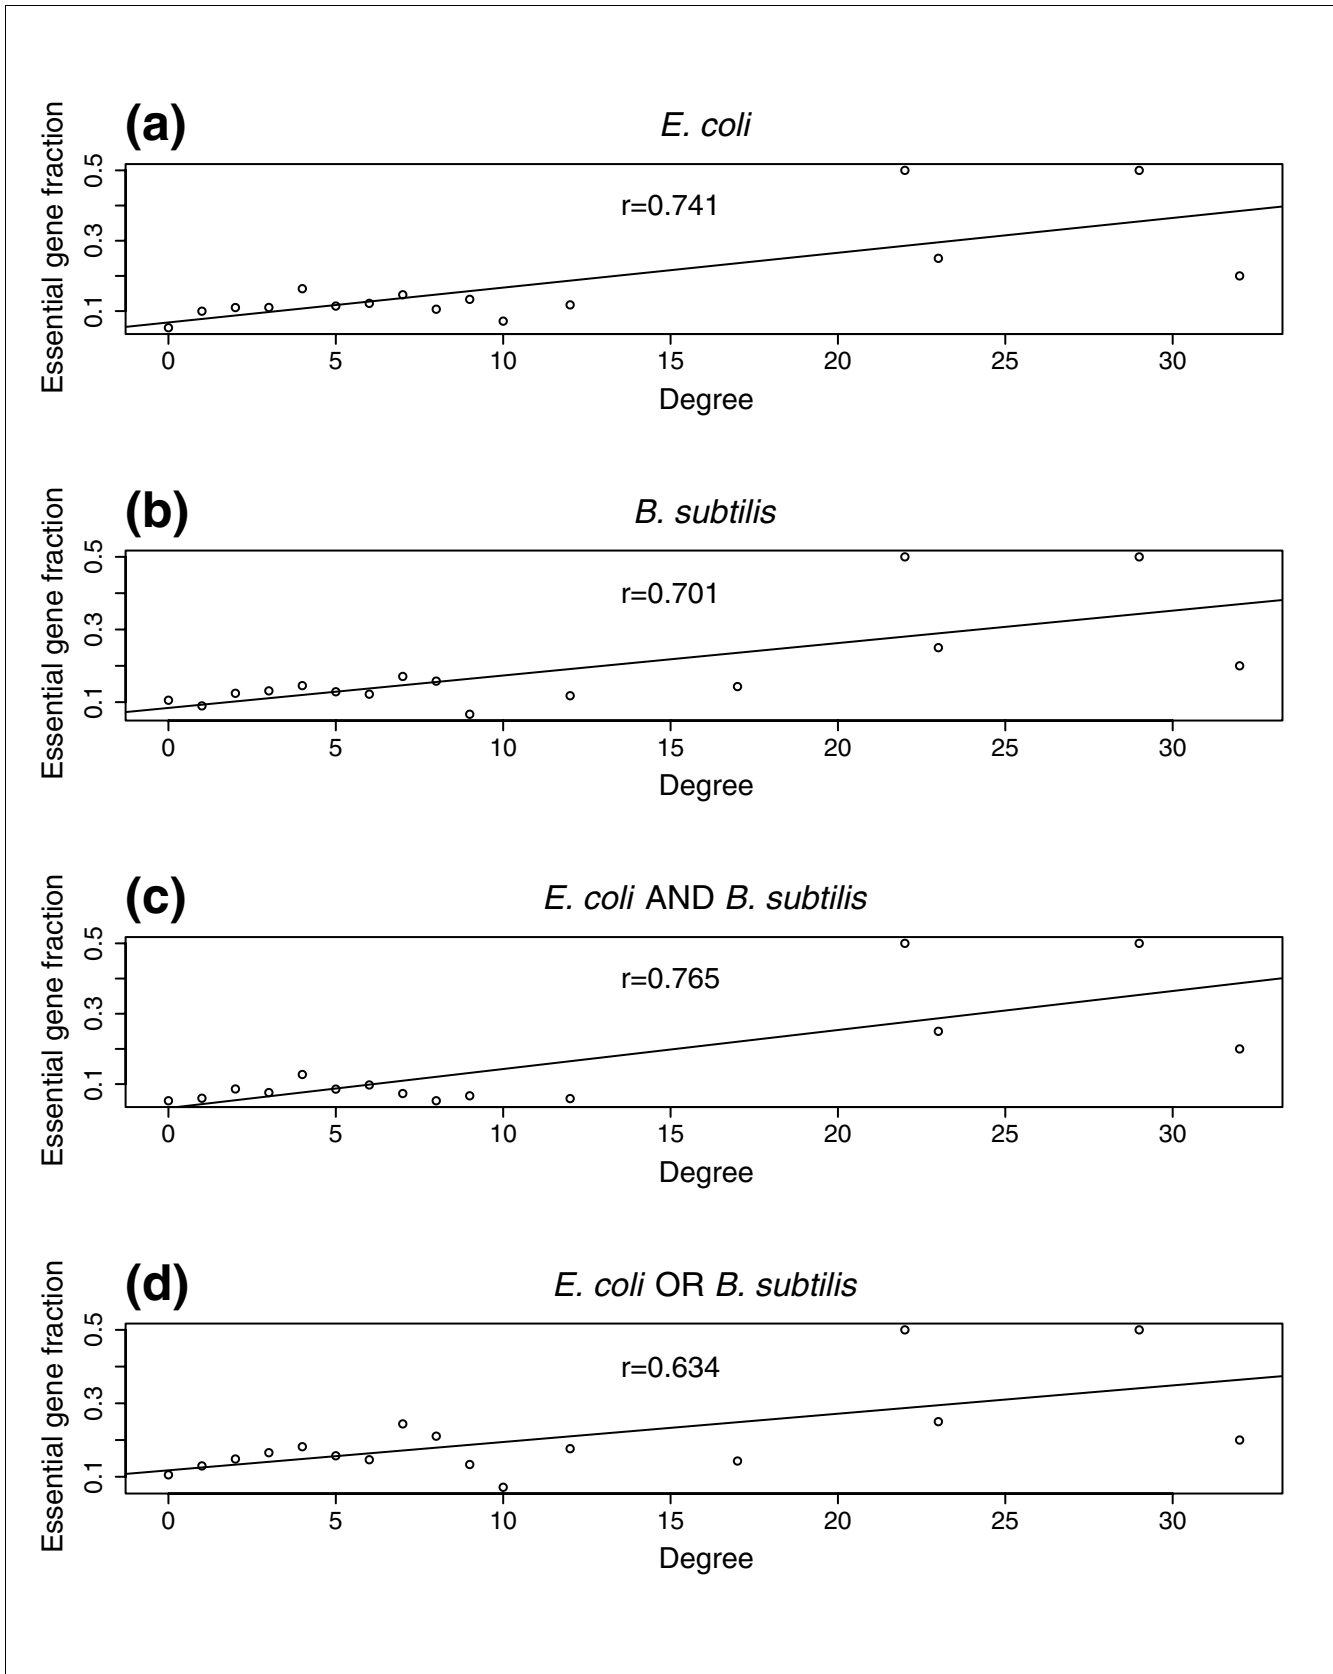 (a) E. coli
Essential gene fraction
0.5
0.3
0.1
r=0.741
0 5 10 15 20 25 30
Degree
(b) B. subtilis
Essential gene fraction
0.5
0.3
0.1
r=0.701
0 5 10 15 20 25 30
Degree
(c) E. coli AND B. subtilis
Essential gene fraction
0.5
0.3
0.1
r=0.765
0 5 10 15 20 25 30
Degree
(d) E. coli OR B. subtilis
Essential gene fraction
0.5
0.3
0.1
r=0.634
0 5 10 15 20 25 30
Degree